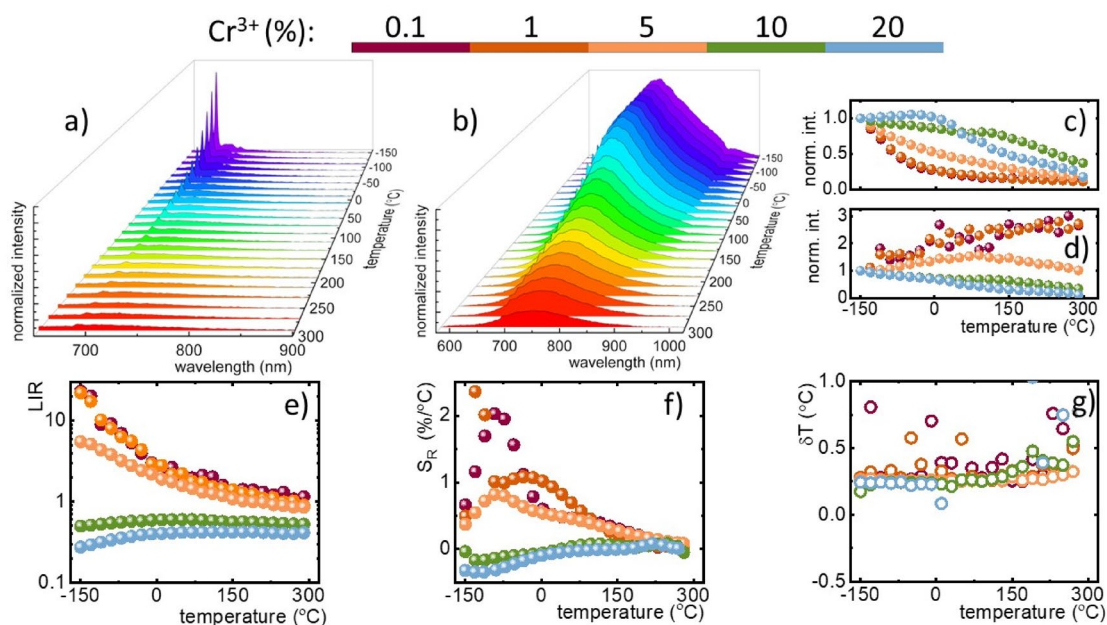 Cr³⁺ (%): 0.1 1 5 10 20
a)
normalized intensity
700 800 900
wavelength (nm)
-150
-100
-50
0
50
100
150
200
250
300
temperature (°C)
b)
normalized intensity
600 700 800 900 1000
wavelength (nm)
-150
-100
-50
0
50
100
150
200
250
300
temperature (°C)
c)
norm. int.
1.0
0.5
0.0
d)
norm. int.
3
2
1
0
-150 0 150 300
temperature (°C)
e)
LIR
10
1
0.1
-150 0 150 300
temperature (°C)
f)
S_R (%/°C)
2
1
0
-150 0 150 300
temperature (°C)
g)
δT (°C)
1.0
0.5
0.0
-0.5
-150 0 150 300
temperature (°C)